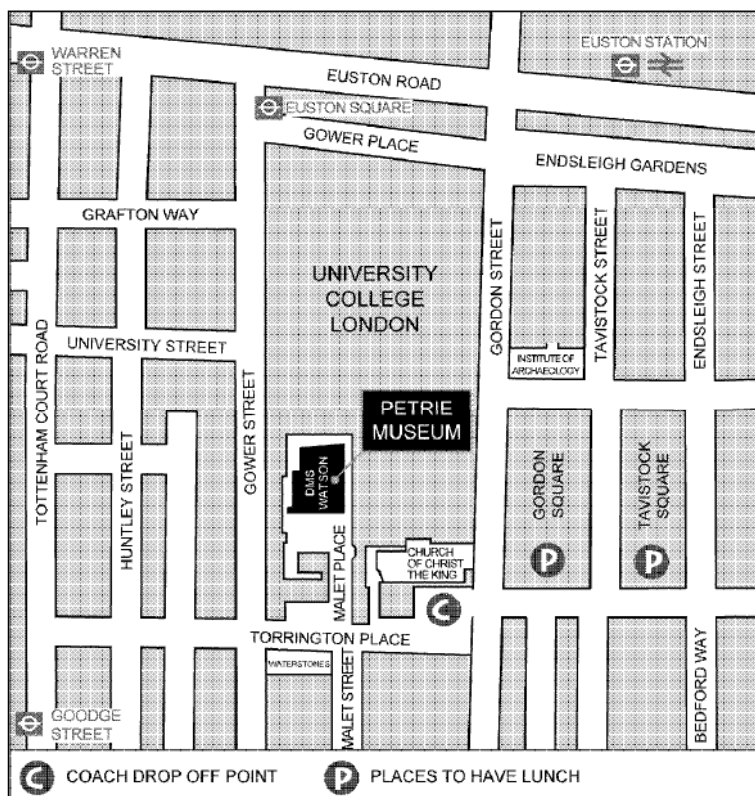 WARREN
STREET
EUSTON STATION
EUSTON ROAD
EUSTON SQUARE
GOWER PLACE
ENDSLEIGH GARDENS
GRAFTON WAY
UNIVERSITY
COLLEGE
LONDON
GORDON STREET
TAVISTOCK STREET
ENDSLEIGH STREET
UNIVERSITY STREET
INSTITUTE OF
ARCHAEOLOGY
TOTTENHAM COURT ROAD
HUNTLEY STREET
GOWER STREET
PETRIE
MUSEUM
DMS
WATSON
GORDON
SQUARE
TAVISTOCK
SQUARE
P
P
MALET PLACE
CHURCH
OF CHRIST
THE KING
C
TORRINGTON PLACE
WATERSTONES
MALET STREET
BEDFORD WAY
GOODGE
STREET
C COACH DROP OFF POINT
P PLACES TO HAVE LUNCH